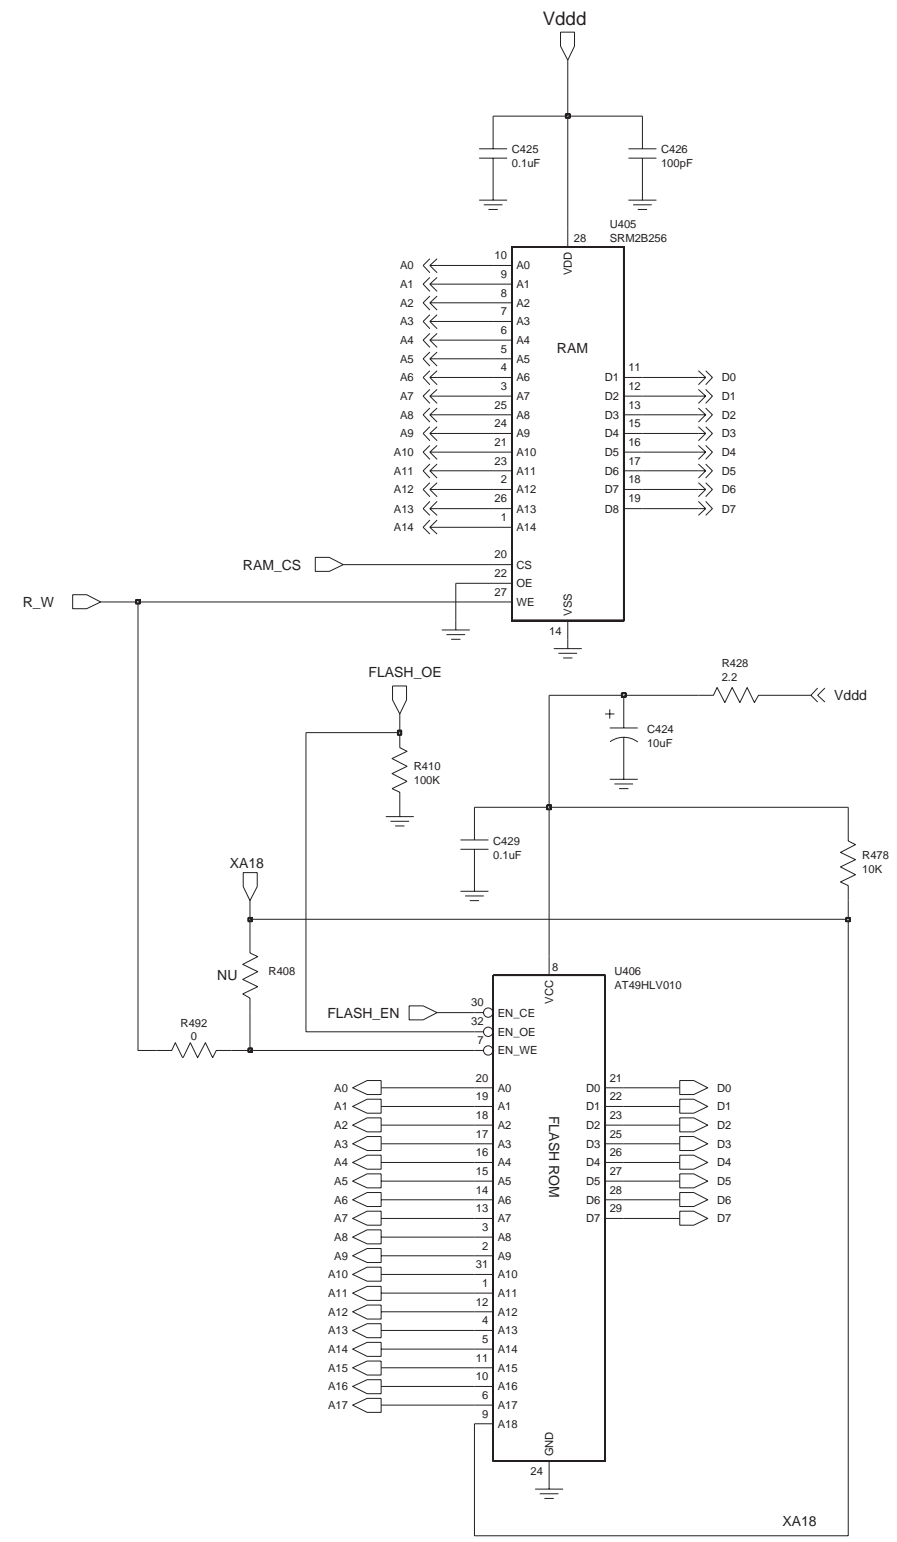 Vddd
C425
0.1uF
C426
100pF
U405
SRM2B256
28
VDD
RAM
A0 10 A0
A1 9 A1
A2 8 A2
A3 7 A3
A4 6 A4
A5 5 A5
A6 4 A6 D1 11 D0
A7 3 A7 D2 12 D1
A8 25 A8 D3 13 D2
A9 24 A9 D4 15 D3
A10 21 A10 D5 16 D4
A11 23 A11 D6 17 D5
A12 2 A12 D7 18 D6
A13 26 A13 D8 19 D7
A14 1 A14
RAM_CS 20 CS
22 OE
R_W 27 WE
VSS
14
FLASH_OE
R410
100K
R428
2.2
Vddd
+
C424
10uF
C429
0.1uF
R478
10K
XA18
NU R408
R492
0
U406
AT49HLV010
8
VCC
FLASH_EN 30 EN_CE
32 EN_OE
7 EN_WE
FLASH ROM
A0 20 A0 D0 21 D0
A1 19 A1 D1 22 D1
A2 18 A2 D2 23 D2
A3 17 A3 D3 25 D3
A4 16 A4 D4 26 D4
A5 15 A5 D5 27 D5
A6 14 A6 D6 28 D6
A7 13 A7 D7 29 D7
A8 3 A8
A9 2 A9
A10 31 A10
A11 1 A11
A12 12 A12
A13 4 A13
A14 5 A14
A15 11 A15
A16 10 A16
A17 6 A17
9 A18
GND
24
XA18